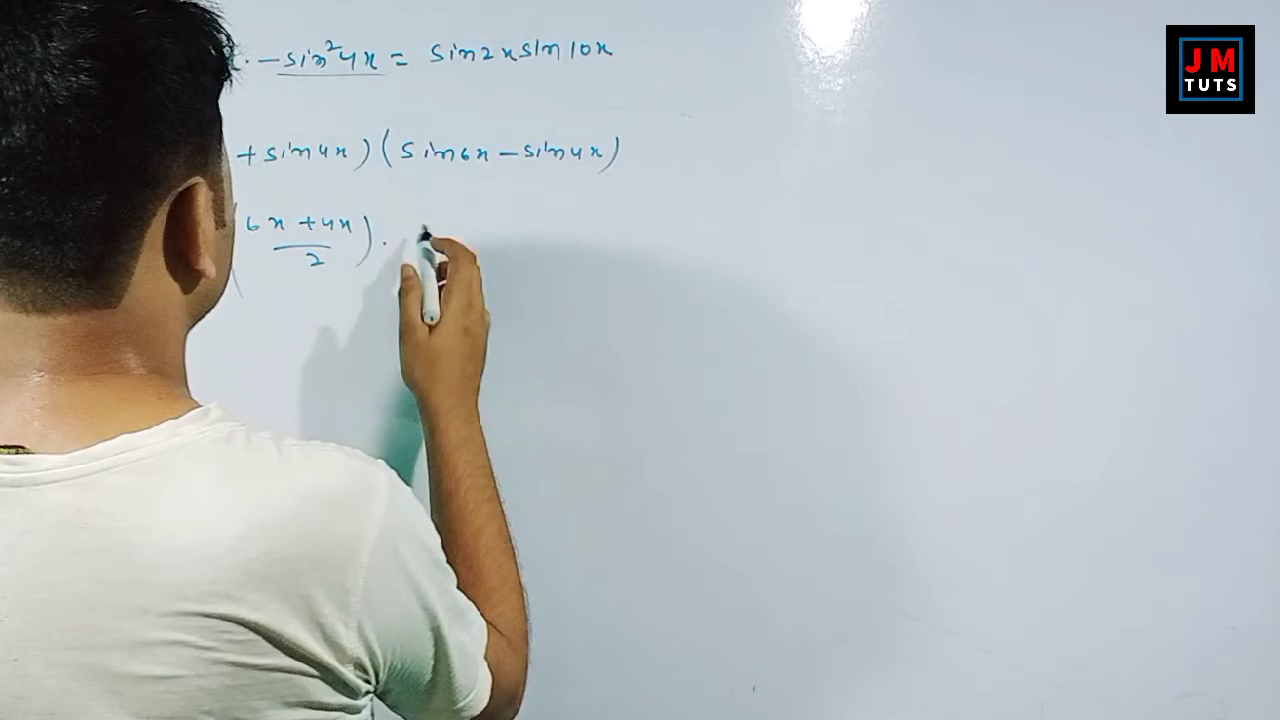 - sin²4x = sin2x sin10x
+ sin4x ) ( sin6x - sin4x )
( 6x + 4x / 2 ) .
JM
TUTS